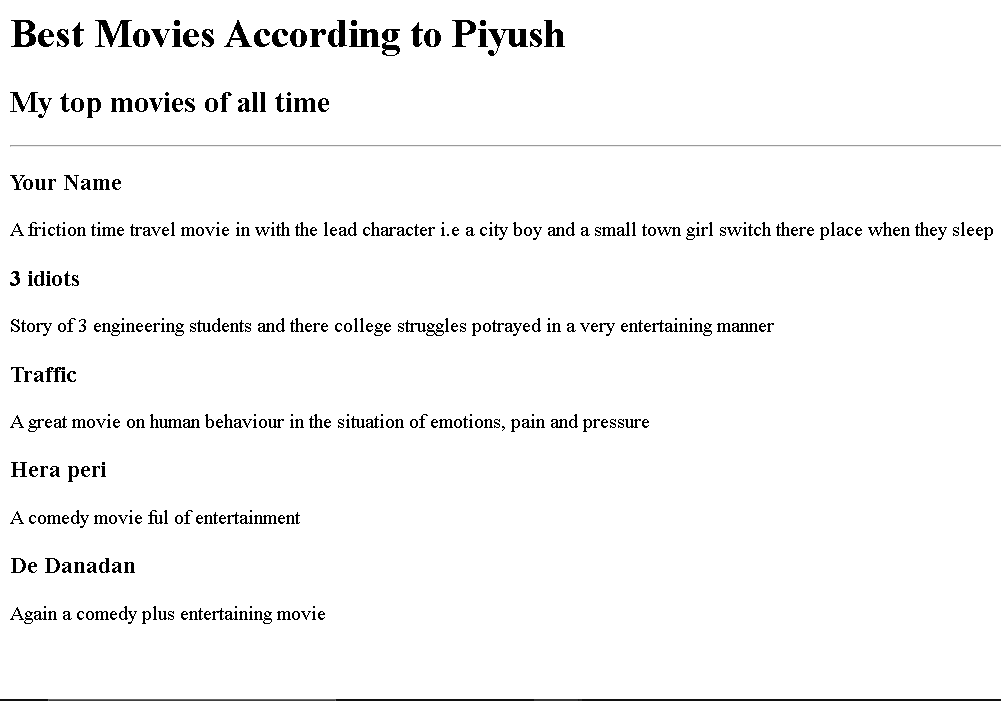 Best Movies According to Piyush
My top movies of all time
Your Name
A friction time travel movie in with the lead character i.e a city boy and a small town girl switch there place when they sleep
3 idiots
Story of 3 engineering students and there college struggles potrayed in a very entertaining manner
Traffic
A great movie on human behaviour in the situation of emotions, pain and pressure
Hera peri
A comedy movie ful of entertainment
De Danadan
Again a comedy plus entertaining movie